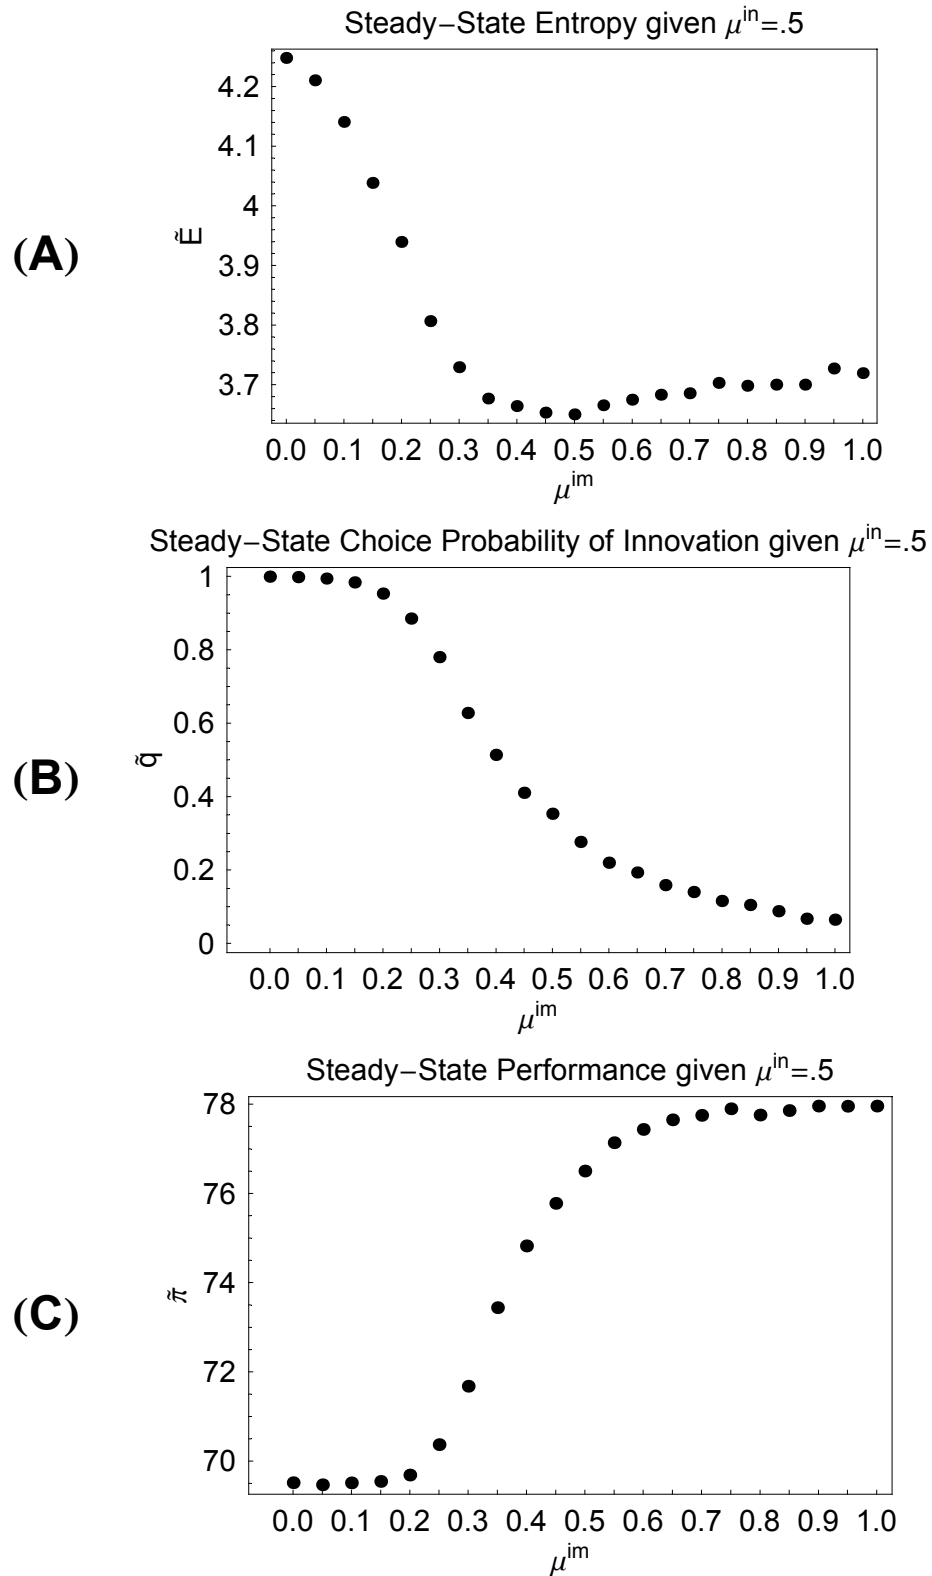 Steady−State Entropy given μ^in=.5
(A)
Ẽ
4.2
4.1
4
3.9
3.8
3.7
0.0 0.1 0.2 0.3 0.4 0.5 0.6 0.7 0.8 0.9 1.0
μ^im
Steady−State Choice Probability of Innovation given μ^in=.5
(B)
q̃
1
0.8
0.6
0.4
0.2
0
0.0 0.1 0.2 0.3 0.4 0.5 0.6 0.7 0.8 0.9 1.0
μ^im
Steady−State Performance given μ^in=.5
(C)
π̃
78
76
74
72
70
0.0 0.1 0.2 0.3 0.4 0.5 0.6 0.7 0.8 0.9 1.0
μ^im